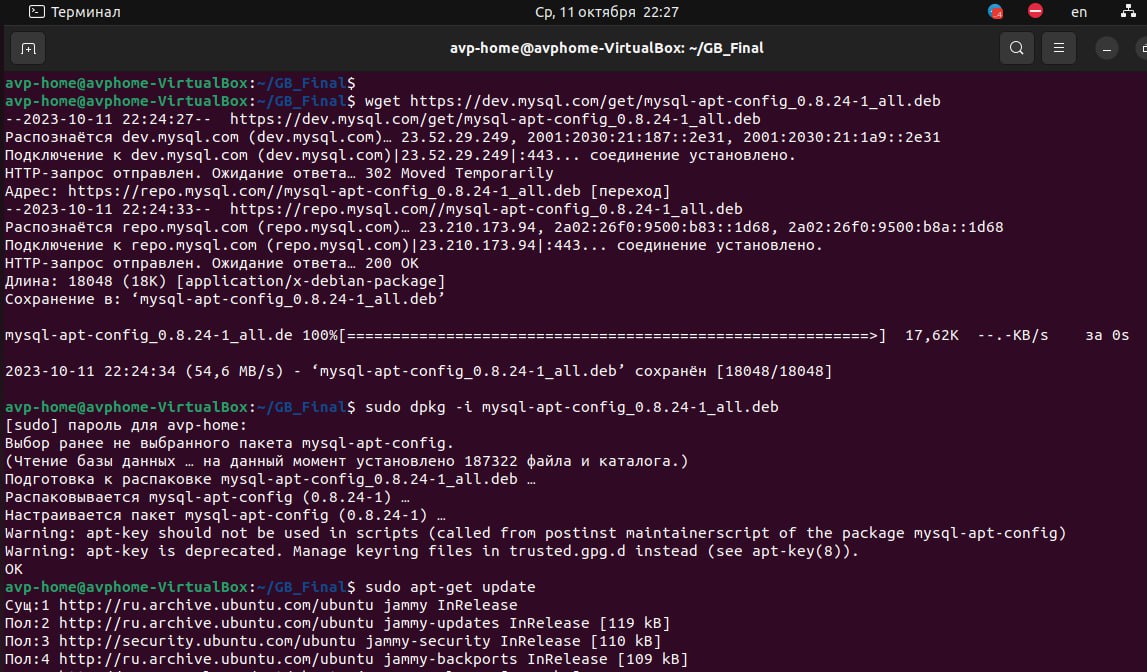 Терминал
Ср, 11 октября 22:27
4
en
avp-home@avphome-VirtualBox: ~/GB_Final
avp-home@avphome-VirtualBox:~/GB_Final$
avp-home@avphome-VirtualBox:~/GB_Final$ wget https://dev.mysql.com/get/mysql-apt-config_0.8.24-1_all.deb
--2023-10-11 22:24:27--  https://dev.mysql.com/get/mysql-apt-config_0.8.24-1_all.deb
Распознаётся dev.mysql.com (dev.mysql.com)… 23.52.29.249, 2001:2030:21:187::2e31, 2001:2030:21:1a9::2e31
Подключение к dev.mysql.com (dev.mysql.com)|23.52.29.249|:443... соединение установлено.
HTTP-запрос отправлен. Ожидание ответа… 302 Moved Temporarily
Адрес: https://repo.mysql.com//mysql-apt-config_0.8.24-1_all.deb [переход]
--2023-10-11 22:24:33--  https://repo.mysql.com//mysql-apt-config_0.8.24-1_all.deb
Распознаётся repo.mysql.com (repo.mysql.com)… 23.210.173.94, 2a02:26f0:9500:b83::1d68, 2a02:26f0:9500:b8a::1d68
Подключение к repo.mysql.com (repo.mysql.com)|23.210.173.94|:443... соединение установлено.
HTTP-запрос отправлен. Ожидание ответа… 200 OK
Длина: 18048 (18K) [application/x-debian-package]
Сохранение в: ‘mysql-apt-config_0.8.24-1_all.deb’
mysql-apt-config_0.8.24-1_all.de 100%[==========================================================>]  17,62K  --.-KB/s    за 0s
2023-10-11 22:24:34 (54,6 MB/s) - ‘mysql-apt-config_0.8.24-1_all.deb’ сохранён [18048/18048]
avp-home@avphome-VirtualBox:~/GB_Final$ sudo dpkg -i mysql-apt-config_0.8.24-1_all.deb
[sudo] пароль для avp-home:
Выбор ранее не выбранного пакета mysql-apt-config.
(Чтение базы данных … на данный момент установлено 187322 файла и каталога.)
Подготовка к распаковке mysql-apt-config_0.8.24-1_all.deb …
Распаковывается mysql-apt-config (0.8.24-1) …
Настраивается пакет mysql-apt-config (0.8.24-1) …
Warning: apt-key should not be used in scripts (called from postinst maintainerscript of the package mysql-apt-config)
Warning: apt-key is deprecated. Manage keyring files in trusted.gpg.d instead (see apt-key(8)).
OK
avp-home@avphome-VirtualBox:~/GB_Final$ sudo apt-get update
Сущ:1 http://ru.archive.ubuntu.com/ubuntu jammy InRelease
Пол:2 http://ru.archive.ubuntu.com/ubuntu jammy-updates InRelease [119 kB]
Пол:3 http://security.ubuntu.com/ubuntu jammy-security InRelease [110 kB]
Пол:4 http://ru.archive.ubuntu.com/ubuntu jammy-backports InRelease [109 kB]